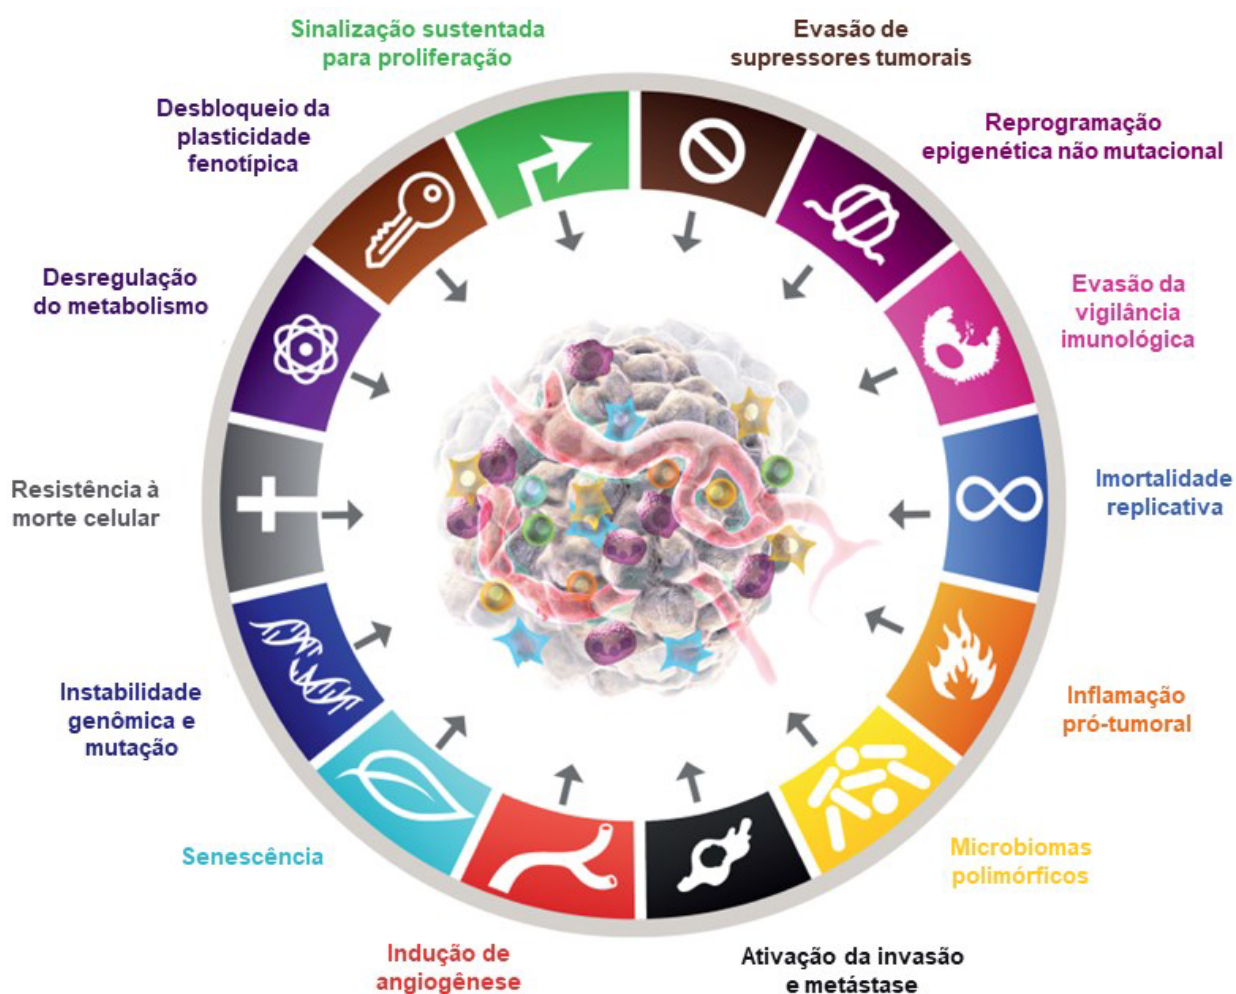 Sinalização sustentada
para proliferação
Evasão de
supressores tumorais
Reprogramação
epigenética não mutacional
Evasão da
vigilância
imunológica
Imortalidade
replicativa
Inflamação
pró-tumoral
Microbiomas
polimórficos
Ativação da invasão
e metástase
Indução de
angiogênese
Senescência
Instabilidade
genômica e
mutação
Resistência à
morte celular
Desregulação
do metabolismo
Desbloqueio da
plasticidade
fenotípica